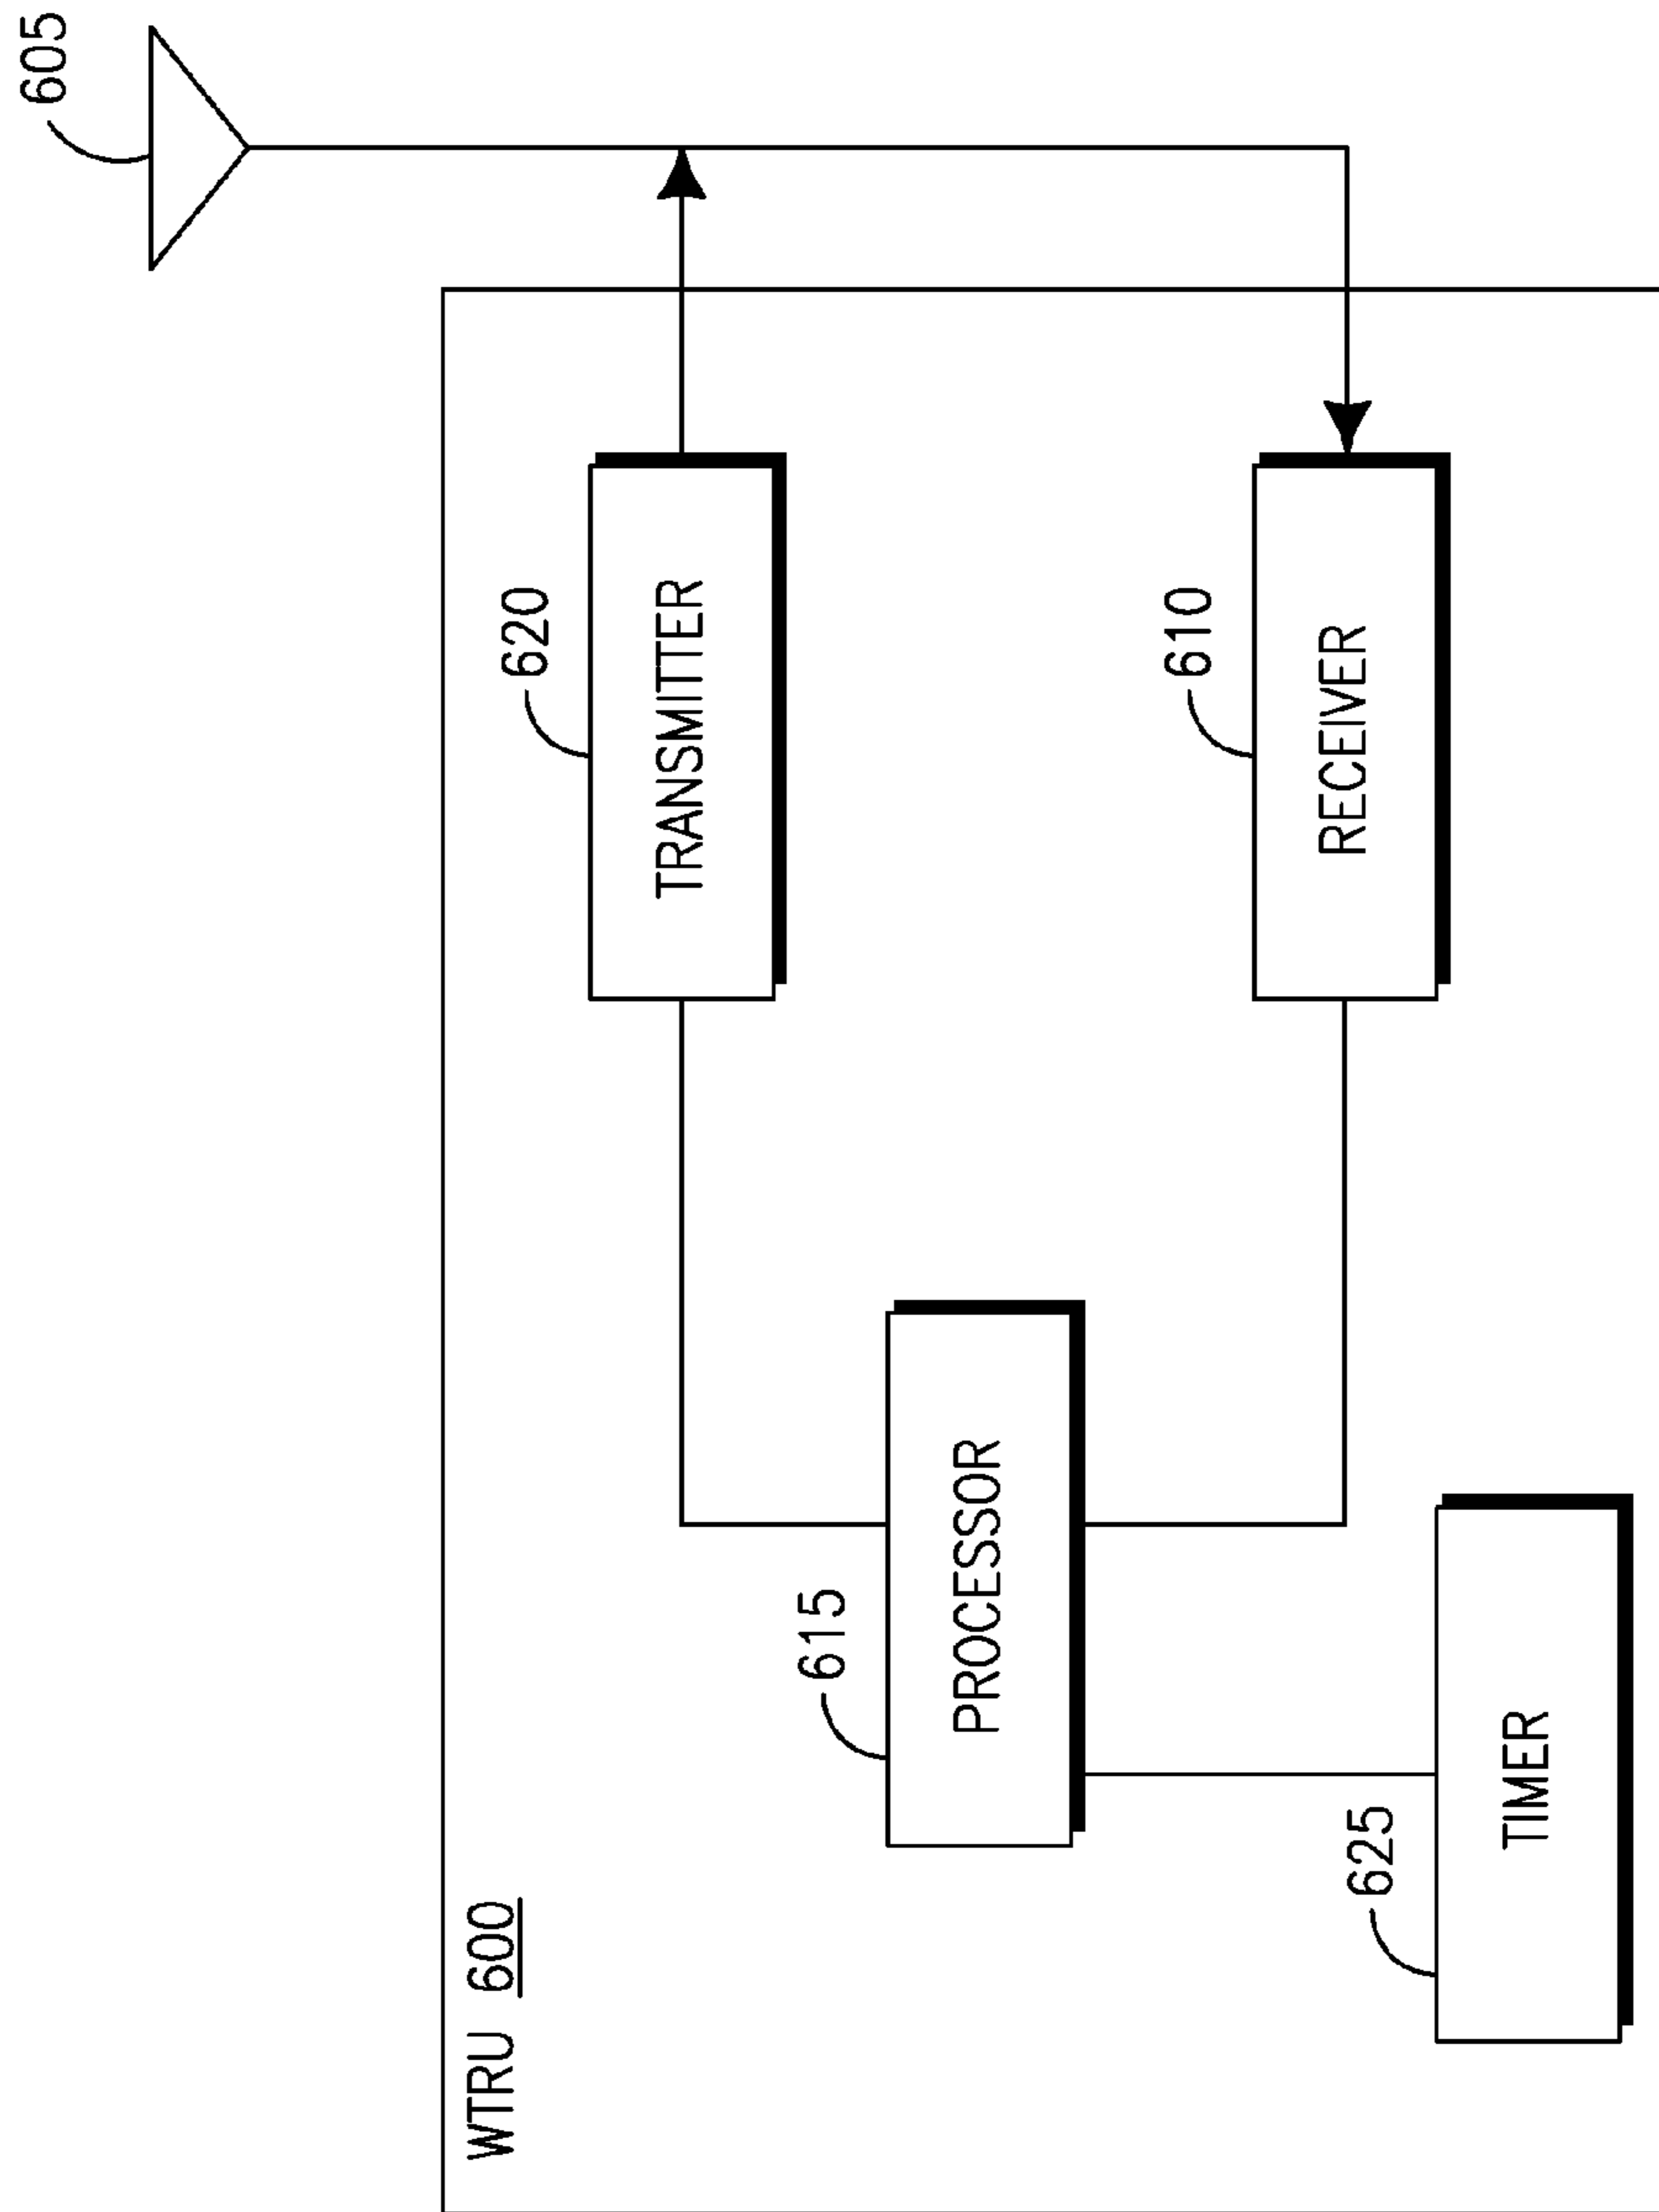 WTRU 600
605
620
TRANSMITTER
615
PROCESSOR
610
RECEIVER
625
TIMER